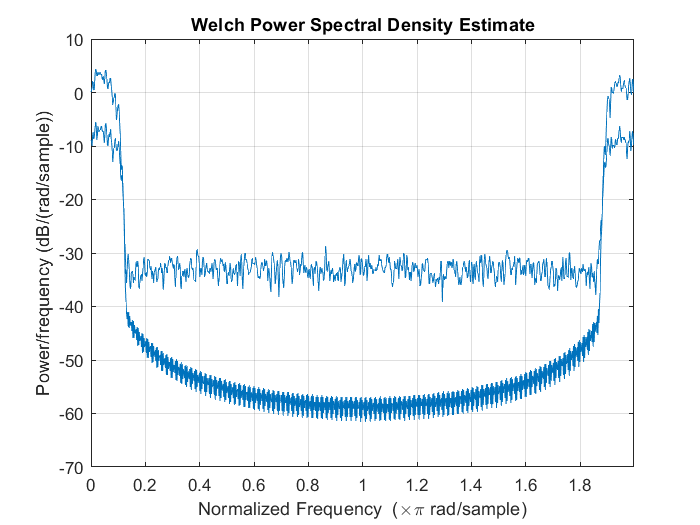 Welch Power Spectral Density Estimate
Power/frequency (dB/(rad/sample))
10
0
-10
-20
-30
-40
-50
-60
-70
0 0.2 0.4 0.6 0.8 1 1.2 1.4 1.6 1.8
Normalized Frequency (×π rad/sample)